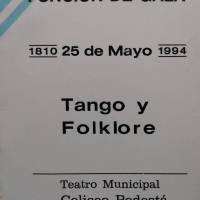 FUNCION DE GALA
1810 25 de Mayo 1994
Tango y
Folklore
Teatro Municipal
Coliseo Podestá